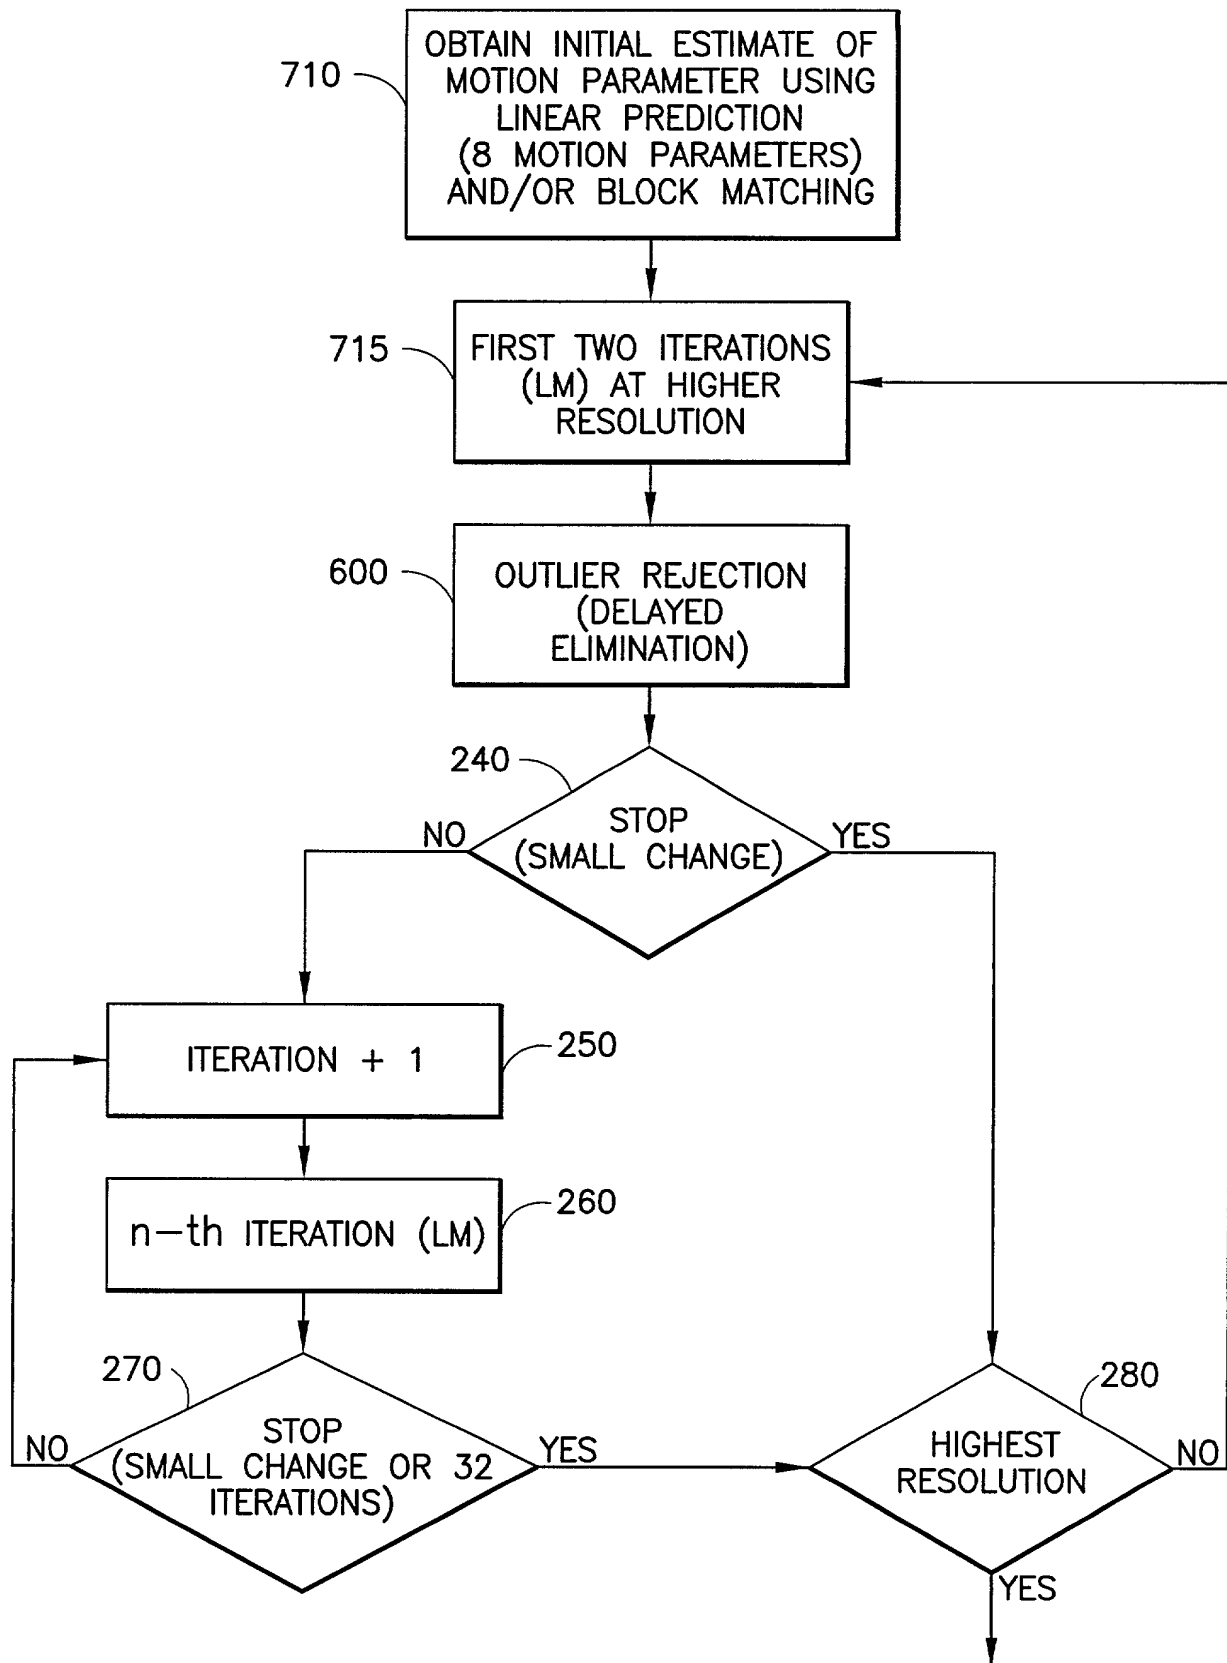 OBTAIN INITIAL ESTIMATE OF
MOTION PARAMETER USING
LINEAR PREDICTION
(8 MOTION PARAMETERS)
AND/OR BLOCK MATCHING
710
FIRST TWO ITERATIONS
(LM) AT HIGHER
RESOLUTION
715
OUTLIER REJECTION
(DELAYED
ELIMINATION)
600
240
STOP
(SMALL CHANGE)
NO
YES
ITERATION + 1
250
n-th ITERATION (LM)
260
270
STOP
(SMALL CHANGE OR 32
ITERATIONS)
NO
YES
280
HIGHEST
RESOLUTION
NO
YES